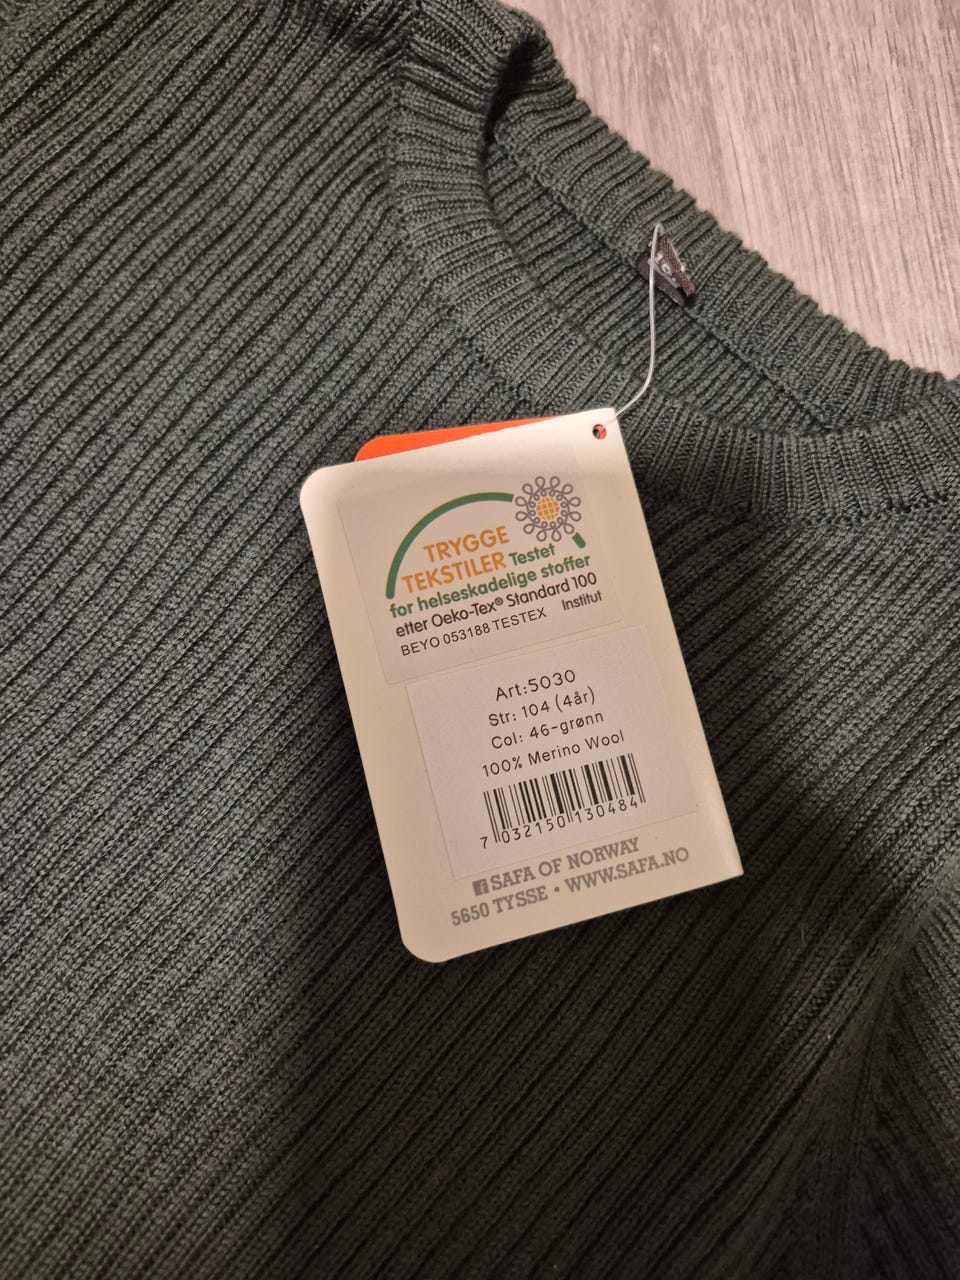 TRYGGE
TEKSTILER Testet
for helseskadelige stoffer
etter Oeko-Tex® Standard 100
BEYO 053188 TESTEX Institut
Art:5030
Str: 104 (4år)
Col: 46-grønn
100% Merino Wool
7 032150 130484
SAFA OF NORWAY
5650 TYSSE • WWW.SAFA.NO